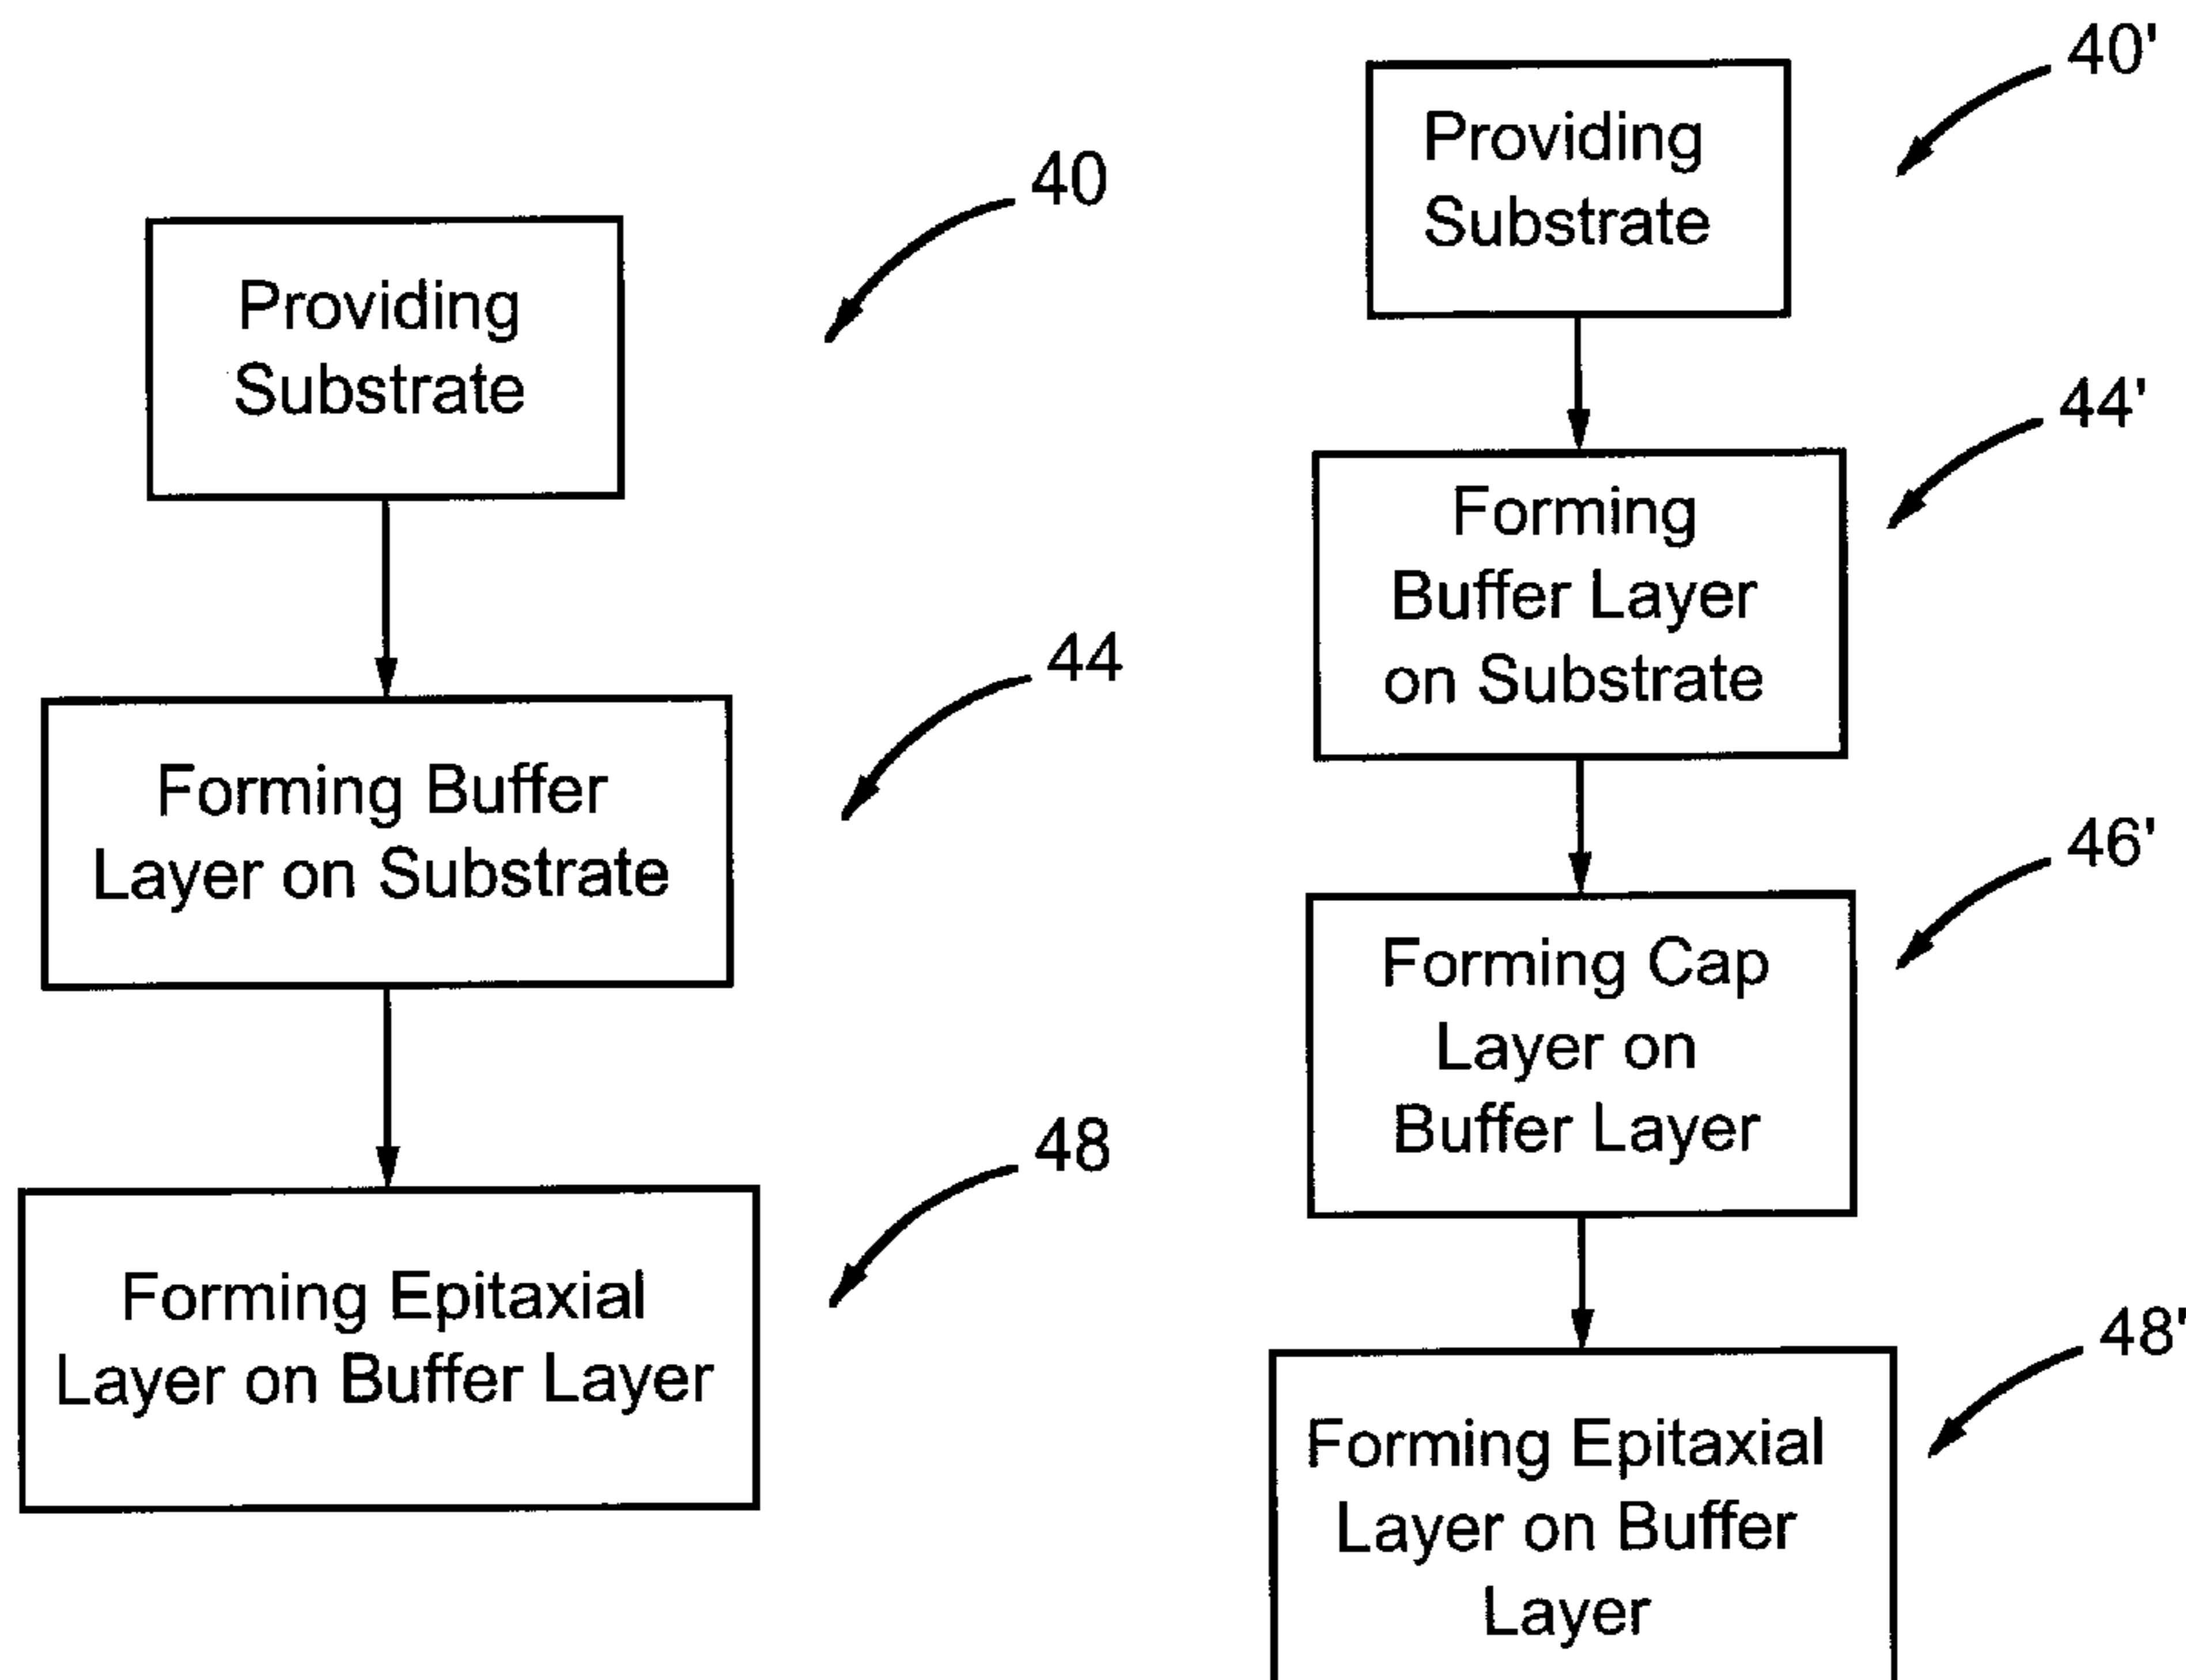 Providing
Substrate
40
Forming Buffer
Layer on Substrate
44
Forming Epitaxial
Layer on Buffer Layer
48
Providing
Substrate
40'
Forming
Buffer Layer
on Substrate
44'
Forming Cap
Layer on
Buffer Layer
46'
Forming Epitaxial
Layer on Buffer
Layer
48'